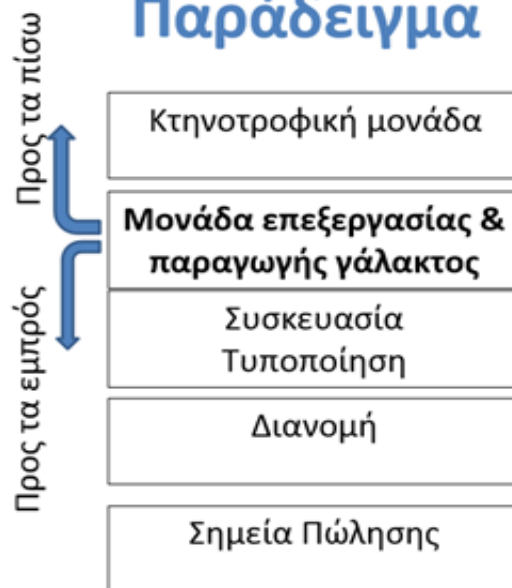 Παράδειγμα
Προς τα πίσω
Κτηνοτροφική μονάδα
Μονάδα επεξεργασίας &
παραγωγής γάλακτος
Συσκευασία
Τυποποίηση
Προς τα εμπρός
Διανομή
Σημεία Πώλησης